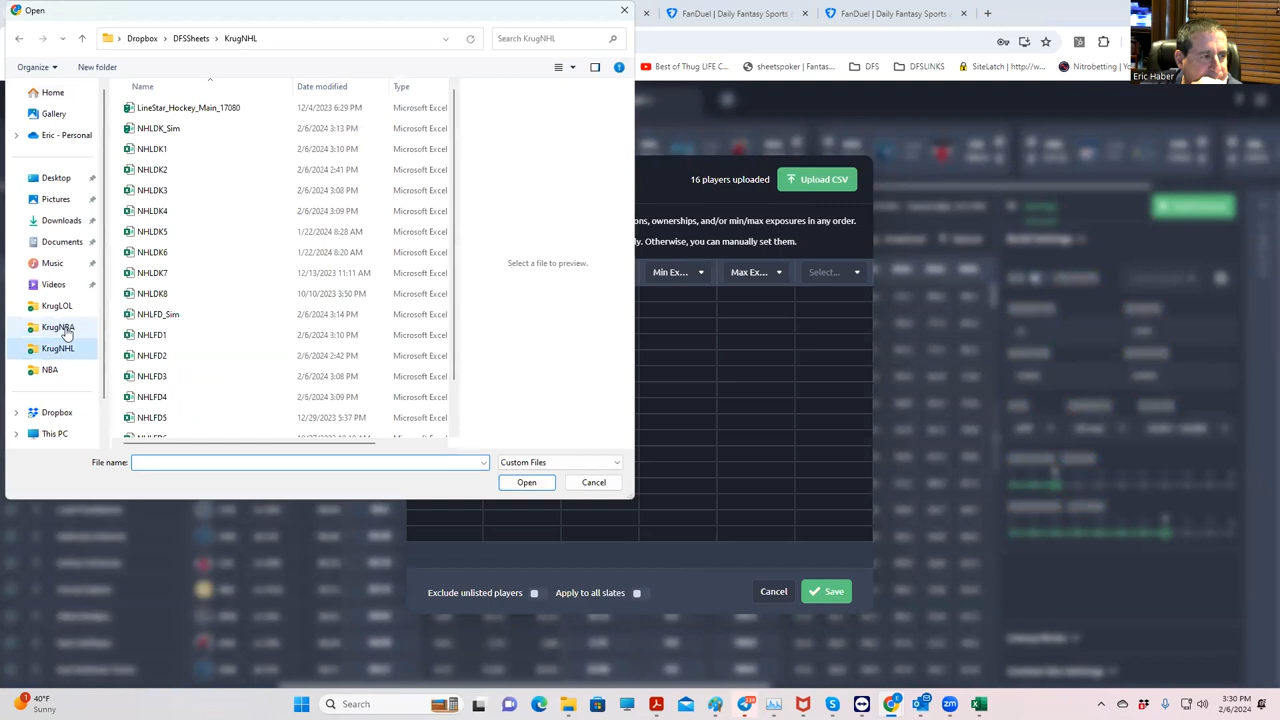 Open
FanDuel | Daily Fantasy Sports
FanDuel | Daily Fantasy Sports
Dropbox > DFSSheets > KrugNHL
Search KrugNHL
Organize
New folder
Best of Thug LIFE C...
sheetspoker | Fantas...
DFS
DFSLINKS
SiteLatch | http://w...
Nitrobetting | Yo
Eric Haber
Name
Date modified
Type
Home
Gallery
Eric - Personal
Desktop
Pictures
Downloads
Documents
Music
Videos
KrugLOL
KrugNBA
KrugNHL
NBA
Dropbox
This PC
LineStar_Hockey_Main_17080 12/4/2023 6:29 PM Microsoft Excel
NHLDK_Sim 2/6/2024 3:13 PM Microsoft Excel
NHLDK1 2/6/2024 3:10 PM Microsoft Excel
NHLDK2 2/6/2024 2:41 PM Microsoft Excel
NHLDK3 2/6/2024 3:08 PM Microsoft Excel
NHLDK4 2/6/2024 3:09 PM Microsoft Excel
NHLDK5 1/22/2024 8:28 AM Microsoft Excel
NHLDK6 1/22/2024 8:20 AM Microsoft Excel
NHLDK7 12/13/2023 11:11 AM Microsoft Excel
NHLDK8 10/10/2023 3:50 PM Microsoft Excel
NHLFD_Sim 2/6/2024 3:14 PM Microsoft Excel
NHLFD1 2/6/2024 3:10 PM Microsoft Excel
NHLFD2 2/6/2024 2:42 PM Microsoft Excel
NHLFD3 2/6/2024 3:08 PM Microsoft Excel
NHLFD4 2/6/2024 3:09 PM Microsoft Excel
NHLFD5 12/29/2023 5:37 PM Microsoft Excel
Select a file to preview.
File name:
Custom Files
Open
Cancel
16 players uploaded
Upload CSV
ons, ownerships, and/or min/max exposures in any order.
ly. Otherwise, you can manually set them.
Min Ex...
Max Ex...
Select...
Exclude unlisted players
Apply to all slates
Cancel
Save
40°F
Sunny
Search
3:30 PM
2/6/2024